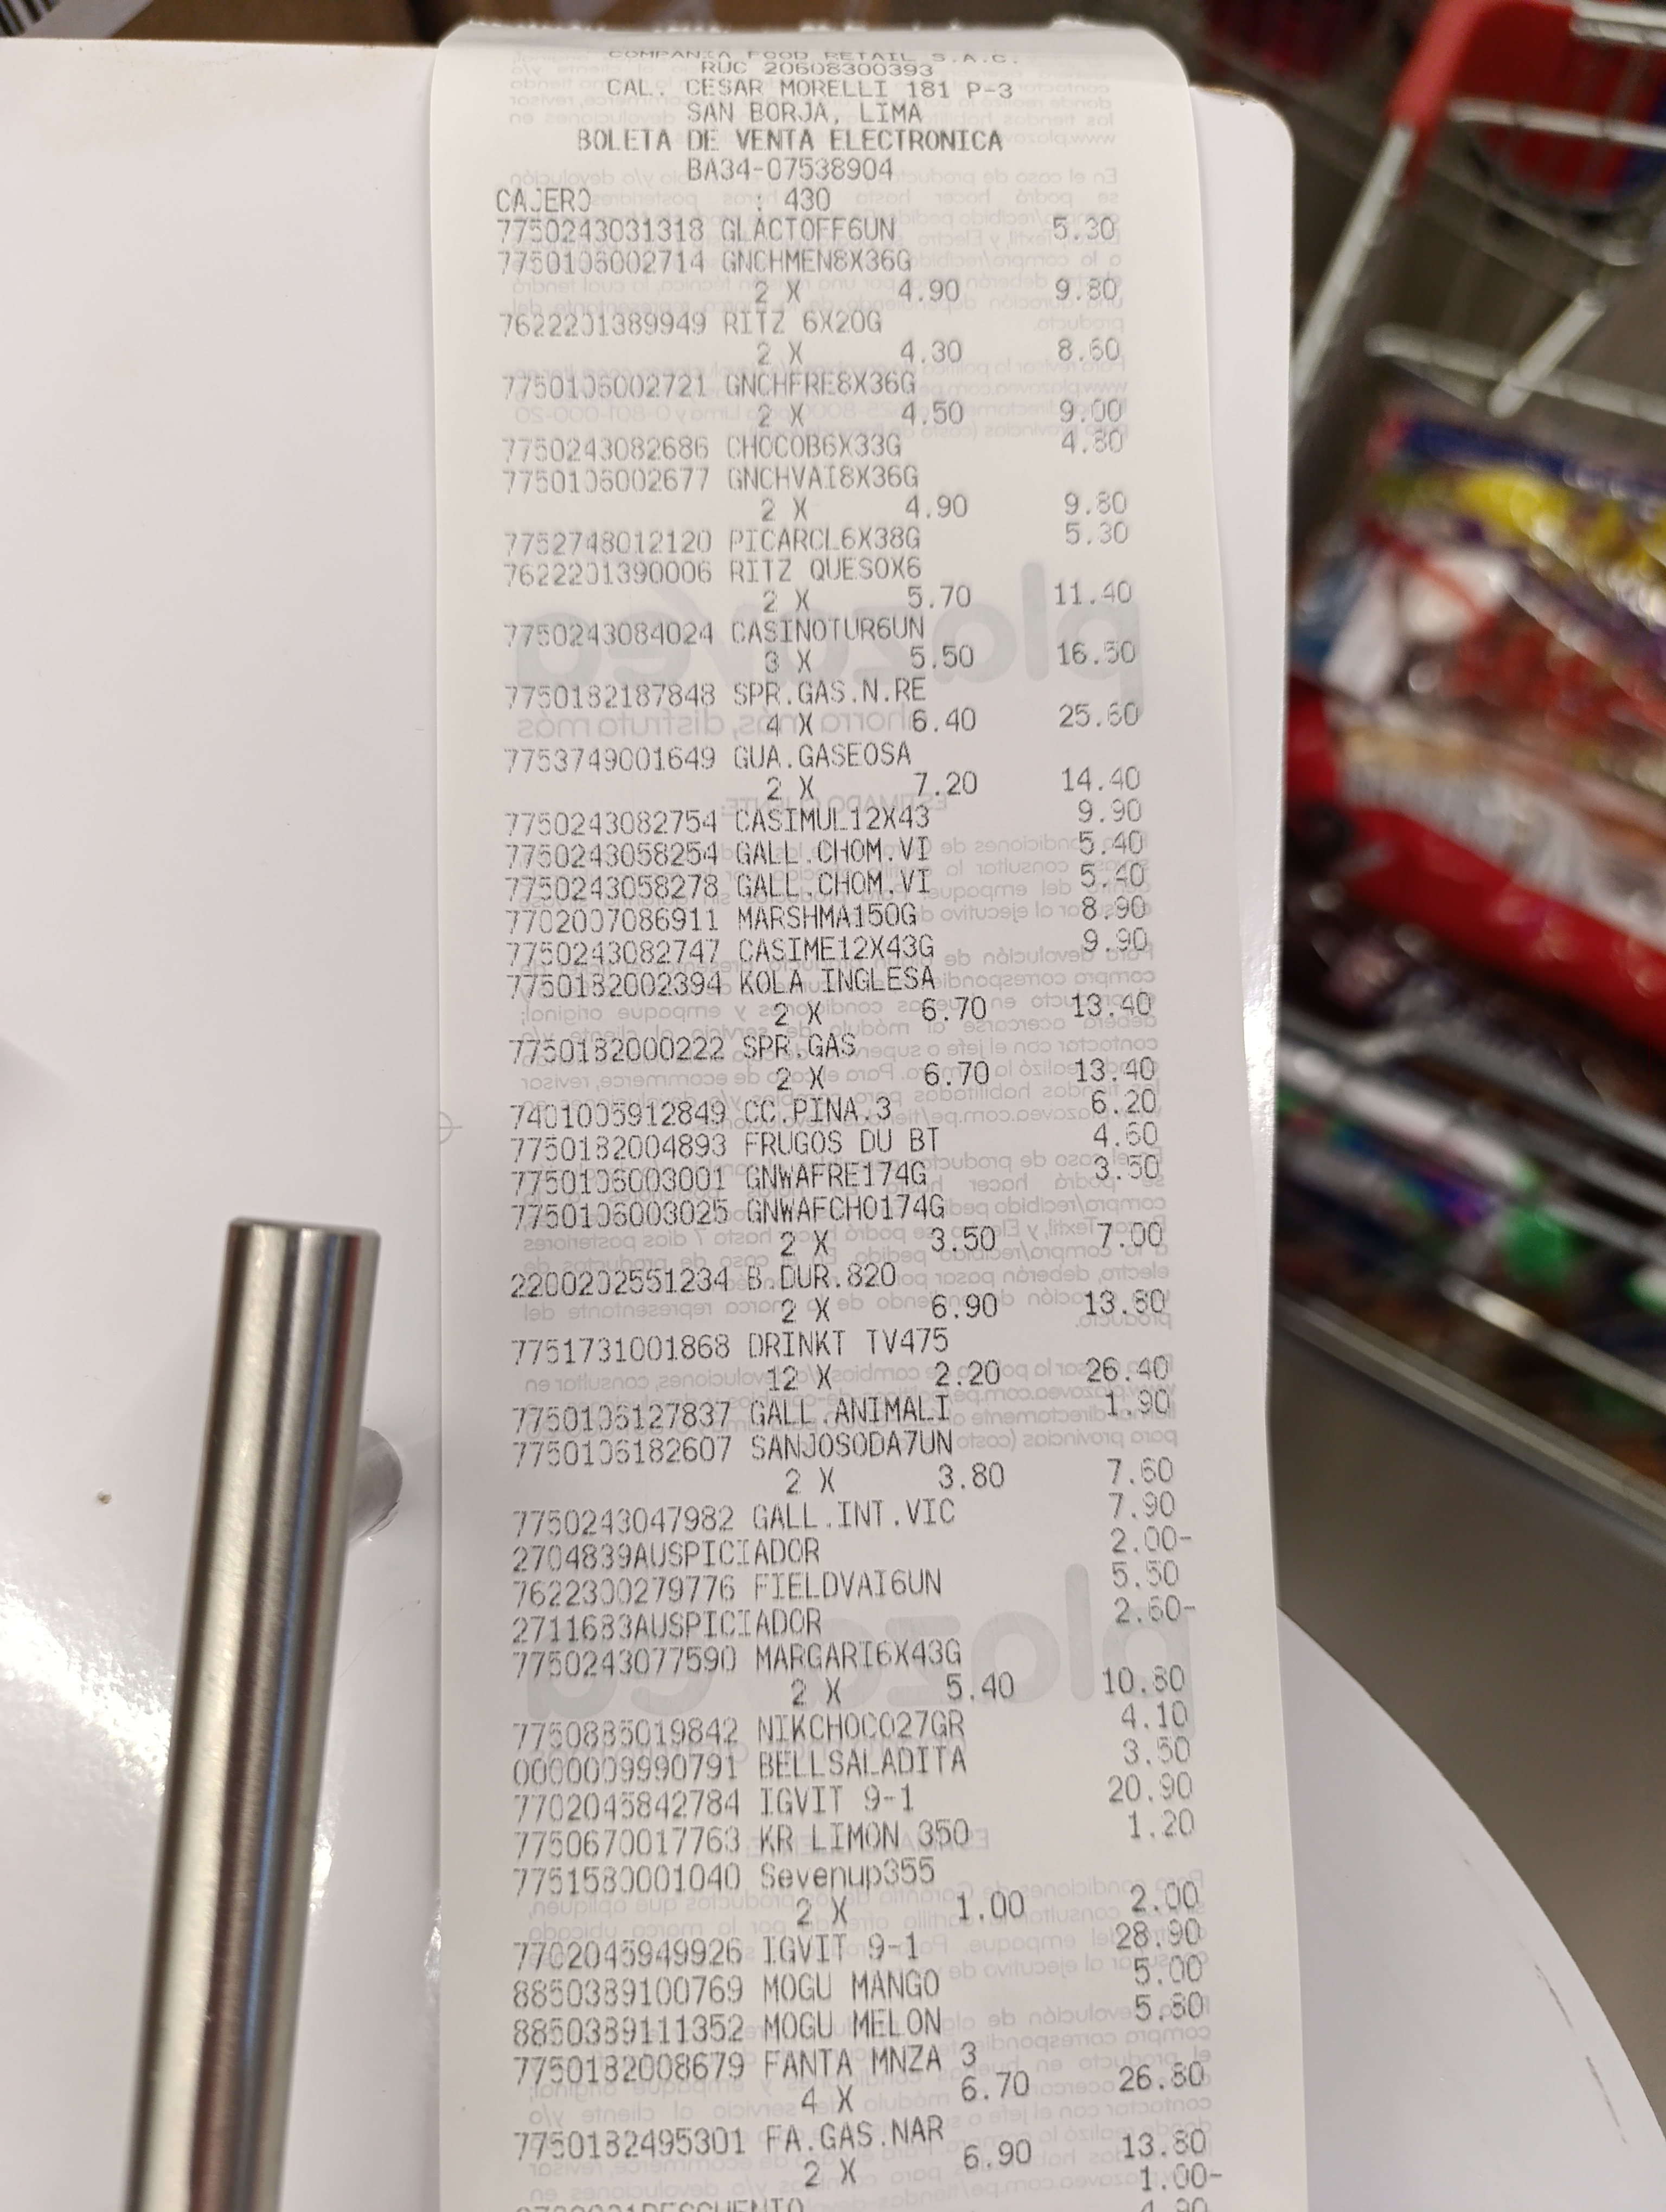 COMPANIA FOOD RETAIL S.A.C.
RUC 20608300393
CAL. CESAR MORELLI 181 P-3
SAN BORJA, LIMA
BOLETA DE VENTA ELECTRONICA
BA34-07538904
CAJERO : 430
7750243031318 GLACTOFF6UN 5.30
7750106002714 GNCHMEN8X36G
2 X 4.90 9.80
7622201389949 RITZ 6X20G
2 X 4.30 8.60
7750106002721 GNCHFRE8X36G
2 X 4.50 9.00
7750243082686 CHOCOB6X33G 4.80
7750106002677 GNCHVAI8X36G
2 X 4.90 9.80
7752748012120 PICARCL6X38G 5.30
7622201390006 RITZ QUESOX6
2 X 5.70 11.40
7750243084024 CASINOTUR6UN
3 X 5.50 16.50
7750182187848 SPR.GAS.N.RE
4 X 6.40 25.60
7753749001649 GUA.GASEOSA
2 X 7.20 14.40
7750243082754 CASIMUL12X43 9.90
7750243058254 GALL.CHOM.VI 5.40
7750243058278 GALL.CHOM.VI 5.40
7702007086911 MARSHMA150G 8.90
7750243082747 CASIME12X43G 9.90
7750182002394 KOLA INGLESA
2 X 6.70 13.40
7750182000222 SPR.GAS
2 X 6.70 13.40
7401005912849 CC.PINA.3 6.20
7750182004893 FRUGOS DU BT 4.60
7750106003001 GNWAFRE174G 3.50
7750106003025 GNWAFCHO174G
2 X 3.50 7.00
2200202551234 B.DUR.820
2 X 6.90 13.80
7751731001868 DRINKT TV475
12 X 2.20 26.40
7750106127837 GALL.ANIMALI 1.90
7750106182607 SANJOSODA7UN
2 X 3.80 7.60
7750243047982 GALL.INT.VIC 7.90
2704839AUSPICIADOR 2.00-
7622300279776 FIELDVAI6UN 5.50
2711683AUSPICIADOR 2.60-
7750243077590 MARGARI6X43G
2 X 5.40 10.80
7750885019842 NIKCHOCO27GR 4.10
0000009990791 BELLSALADITA 3.50
7702045842784 IGVIT 9-1 20.90
7750670017763 KR LIMON 350 1.20
7751580001040 Sevenup355
2 X 1.00 2.00
7702045949926 IGVIT 9-1 28.90
8850389100769 MOGU MANGO 5.00
8850389111352 MOGU MELON 5.80
7750182008679 FANTA MNZA 3
4 X 6.70 26.80
7750182495301 FA.GAS.NAR
2 X 6.90 13.80
1.00-